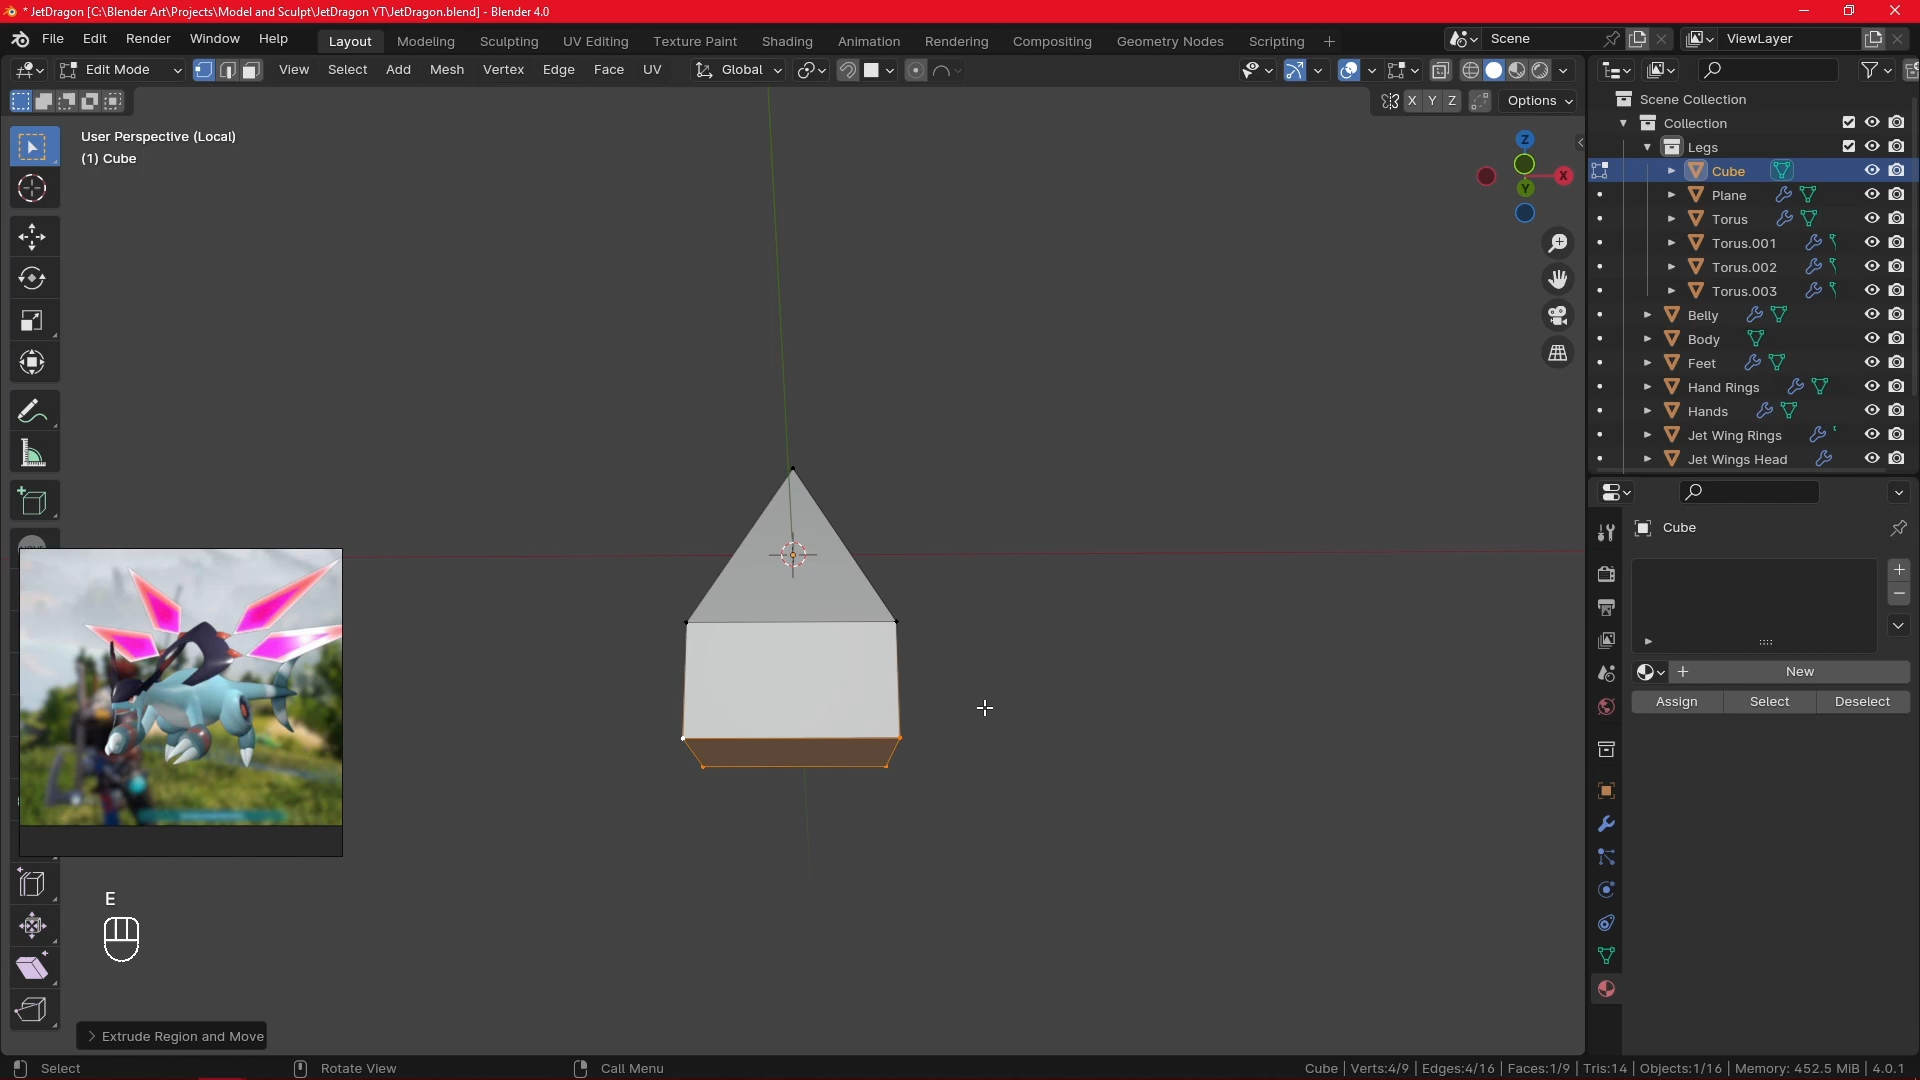 * JetDragon [C:\Blender Art\Projects\Model and Sculpt\JetDragon YT\JetDragon.blend] - Blender 4.0
File Edit Render Window Help Layout Modeling Sculpting UV Editing Texture Paint Shading Animation Rendering Compositing Geometry Nodes Scripting + Scene ViewLayer
Edit Mode View Select Add Mesh Vertex Edge Face UV Global
X Y Z Options
User Perspective (Local)
(1) Cube
Z
X
Y
Scene Collection
Collection
Legs
Cube
Plane
Torus
Torus.001
Torus.002
Torus.003
Belly
Body
Feet
Hand Rings
Hands
Jet Wing Rings
Jet Wings Head
Cube
New
Assign Select Deselect
E
Extrude Region and Move
Select Rotate View Call Menu Cube | Verts:4/9 | Edges:4/16 | Faces:1/9 | Tris:14 | Objects:1/16 | Memory: 452.5 MiB | 4.0.1